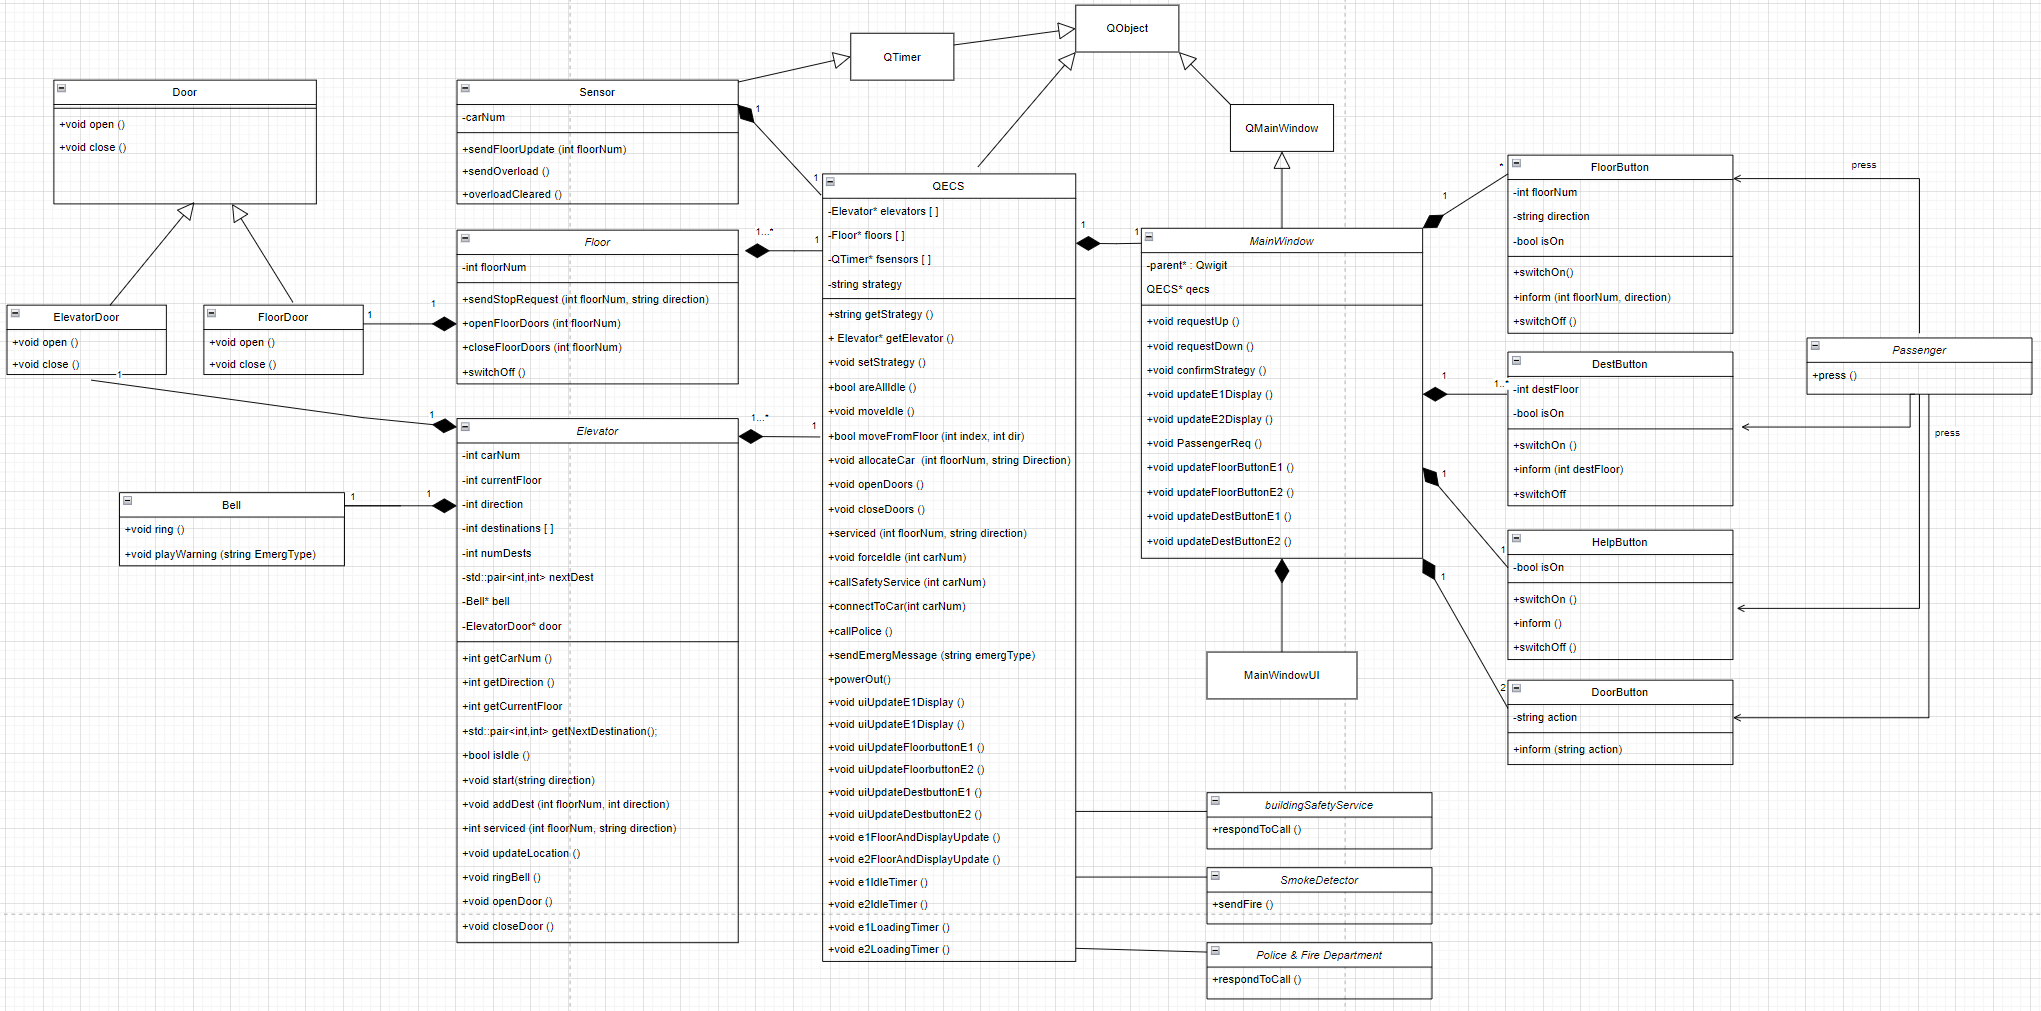 QObject
QTimer
QMainWindow
Door
+void open ()
+void close ()
ElevatorDoor
+void open ()
+void close ()
1
FloorDoor
+void open ()
+void close ()
1
1
Bell
+void ring ()
+void playWarning (string EmergType)
1
1
1
Sensor
-carNum
+sendFloorUpdate (int floorNum)
+sendOverload ()
+overloadCleared ()
1
1
Floor
-int floorNum
+sendStopRequest (int floorNum, string direction)
+openFloorDoors (int floorNum)
+closeFloorDoors (int floorNum)
+switchOff ()
1...*
1
Elevator
-int carNum
-int currentFloor
-int direction
-int destinations [ ]
-int numDests
-std::pair<int,int> nextDest
-Bell* bell
-ElevatorDoor* door
+int getCarNum ()
+int getDirection ()
+int getCurrentFloor
+std::pair<int,int> getNextDestination();
+bool isIdle ()
+void start(string direction)
+void addDest (int floorNum, int direction)
+int serviced (int floorNum, string direction)
+void updateLocation ()
+void ringBell ()
+void openDoor ()
+void closeDoor ()
1...*
1
QECS
-Elevator* elevators [ ]
-Floor* floors [ ]
-QTimer* fsensors [ ]
-string strategy
+string getStrategy ()
+ Elevator* getElevator ()
+void setStrategy ()
+bool areAllIdle ()
+void moveIdle ()
+bool moveFromFloor (int index, int dir)
+void allocateCar  (int floorNum, string Direction)
+void openDoors ()
+void closeDoors ()
+serviced (int floorNum, string direction)
+void forceIdle (int carNum)
+callSafetyService (int carNum)
+connectToCar(int carNum)
+callPolice ()
+sendEmergMessage (string emergType)
+powerOut()
+void uiUpdateE1Display ()
+void uiUpdateE1Display ()
+void uiUpdateFloorbuttonE1 ()
+void uiUpdateFloorbuttonE2 ()
+void uiUpdateDestbuttonE1 ()
+void uiUpdateDestbuttonE2 ()
+void e1FloorAndDisplayUpdate ()
+void e2FloorAndDisplayUpdate ()
+void e1IdleTimer ()
+void e2IdleTimer ()
+void e1LoadingTimer ()
+void e2LoadingTimer ()
1
1
MainWindow
-parent* : Qwigit
QECS* qecs
+void requestUp ()
+void requestDown ()
+void confirmStrategy ()
+void updateE1Display ()
+void updateE2Display ()
+void PassengerReq ()
+void updateFloorButtonE1 ()
+void updateFloorButtonE2 ()
+void updateDestButtonE1 ()
+void updateDestButtonE2 ()
MainWindowUI
buildingSafetyService
+respondToCall ()
SmokeDetector
+sendFire ()
Police & Fire Department
+respondToCall ()
1
*
FloorButton
-int floorNum
-string direction
-bool isOn
+switchOn()
+inform (int floorNum, direction)
+switchOff ()
1
1..*
DestButton
-int destFloor
-bool isOn
+switchOn ()
+inform (int destFloor)
+switchOff
1
1
HelpButton
-bool isOn
+switchOn ()
+inform ()
+switchOff ()
1
2
DoorButton
-string action
+inform (string action)
press
Passenger
+press ()
press